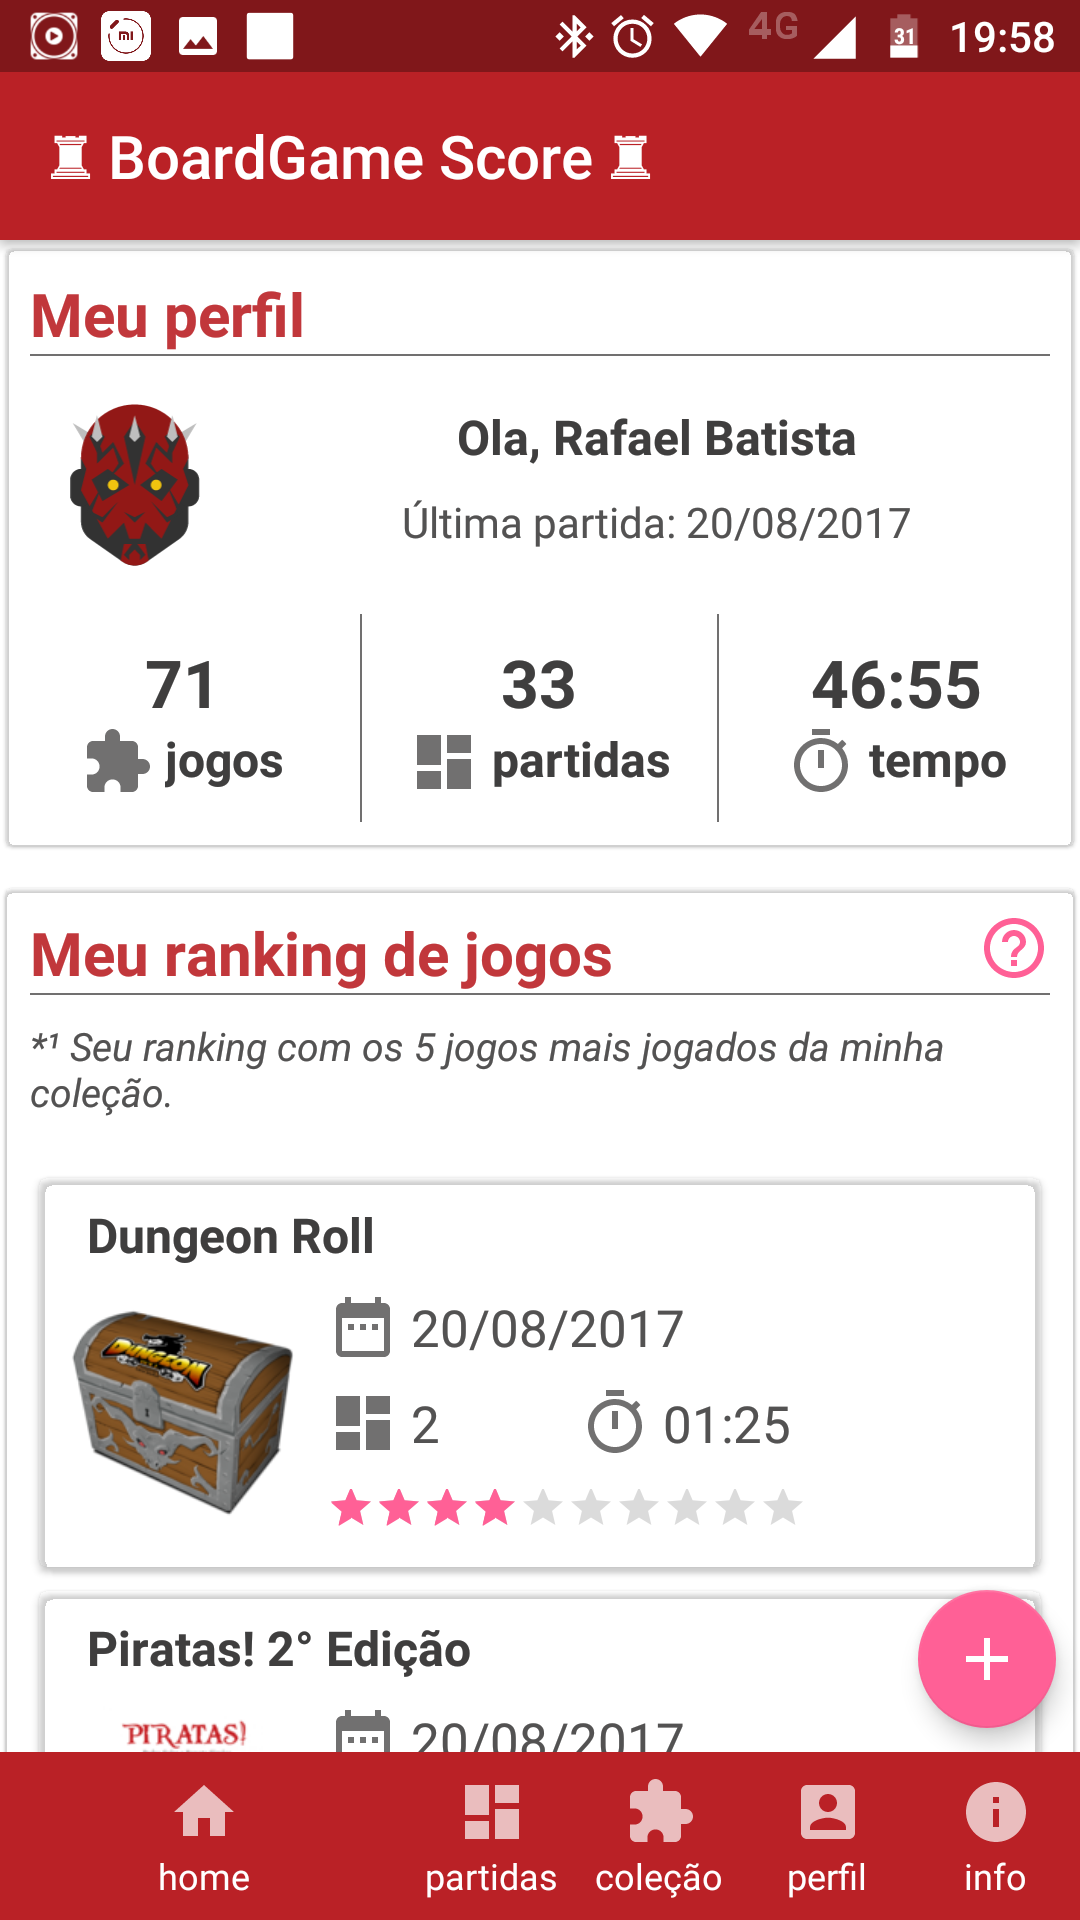 4G 31 19:58
BoardGame Score
Meu perfil
Ola, Rafael Batista
Última partida: 20/08/2017
71 33 46:55
jogos partidas tempo
Meu ranking de jogos
*¹ Seu ranking com os 5 jogos mais jogados da minha
coleção.
Dungeon Roll
DUNGEON
20/08/2017
2 01:25
Piratas! 2° Edição
PIRATAS!
20/08/2017
home partidas coleção perfil info